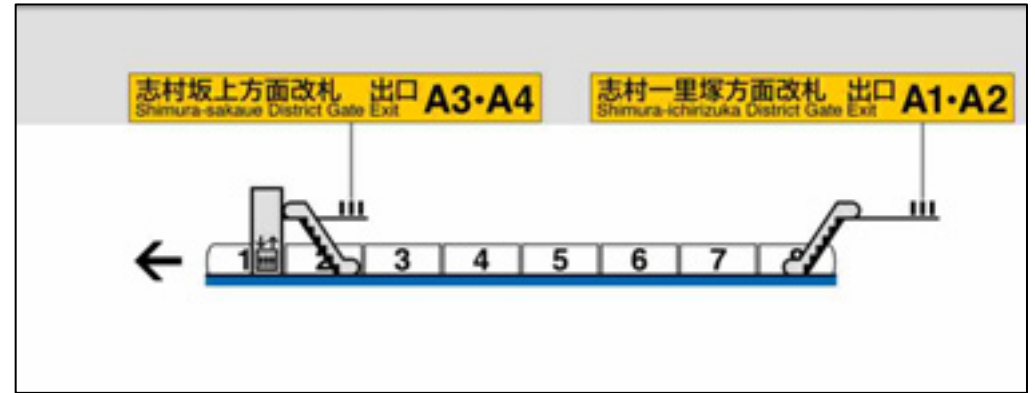 志村坂上方面改札 出口 A3・A4
Shimura-sakaue District Gate Exit
志村一里塚方面改札 出口 A1・A2
Shimura-ichirizuka District Gate Exit
1 2 3 4 5 6 7 8